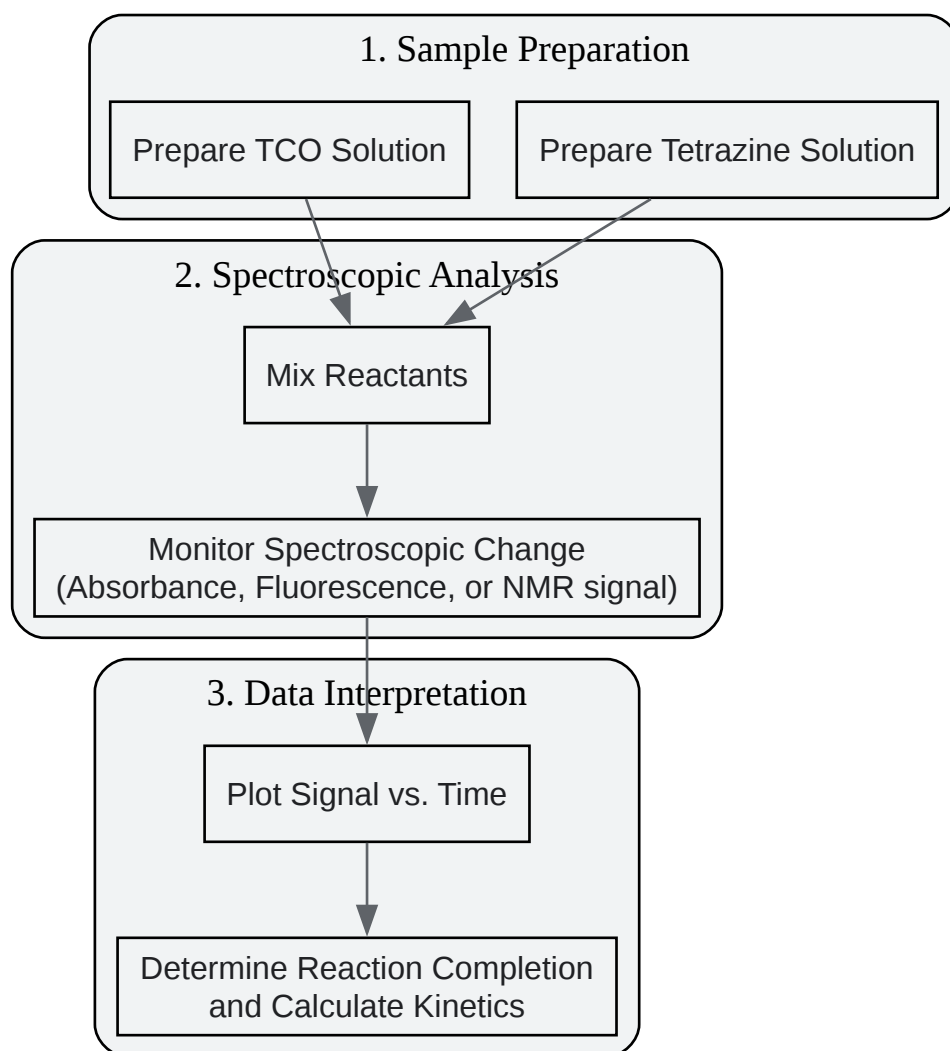 1. Sample Preparation
Prepare TCO Solution
Prepare Tetrazine Solution
2. Spectroscopic Analysis
Mix Reactants
Monitor Spectroscopic Change
(Absorbance, Fluorescence, or NMR signal)
3. Data Interpretation
Plot Signal vs. Time
Determine Reaction Completion
and Calculate Kinetics